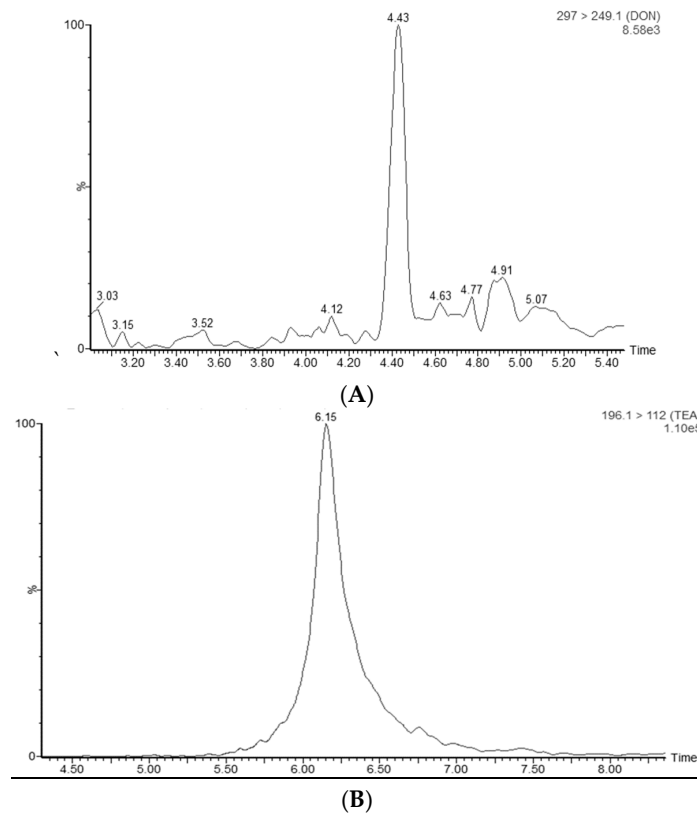 297 > 249.1 (DON)
8.58e3
100
4.43
%
3.03
3.15
3.52
4.12
4.63
4.77
4.91
5.07
0
3.20 3.40 3.60 3.80 4.00 4.20 4.40 4.60 4.80 5.00 5.20 5.40
Time
(A)
196.1 > 112 (TEA
1.10e5
100
6.15
%
0
4.50 5.00 5.50 6.00 6.50 7.00 7.50 8.00
Time
(B)